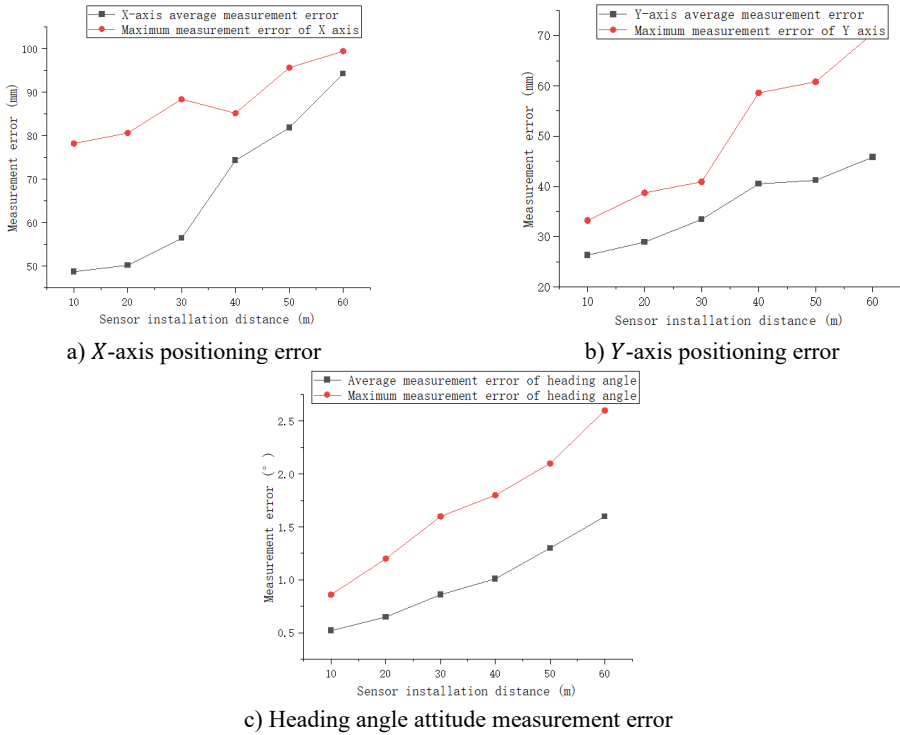 X-axis average measurement error
Maximum measurement error of X axis
100
90
80
70
60
50
Measurement error (mm)
10 20 30 40 50 60
Sensor installation distance (m)
a) X-axis positioning error
Y-axis average measurement error
Maximum measurement error of Y axis
70
60
50
40
30
20
Measurement error (mm)
10 20 30 40 50 60
Sensor installation distance (m)
b) Y-axis positioning error
Average measurement error of heading angle
Maximum measurement error of heading angle
2.5
2.0
1.5
1.0
0.5
Measurement error (°)
10 20 30 40 50 60
Sensor installation distance (m)
c) Heading angle attitude measurement error